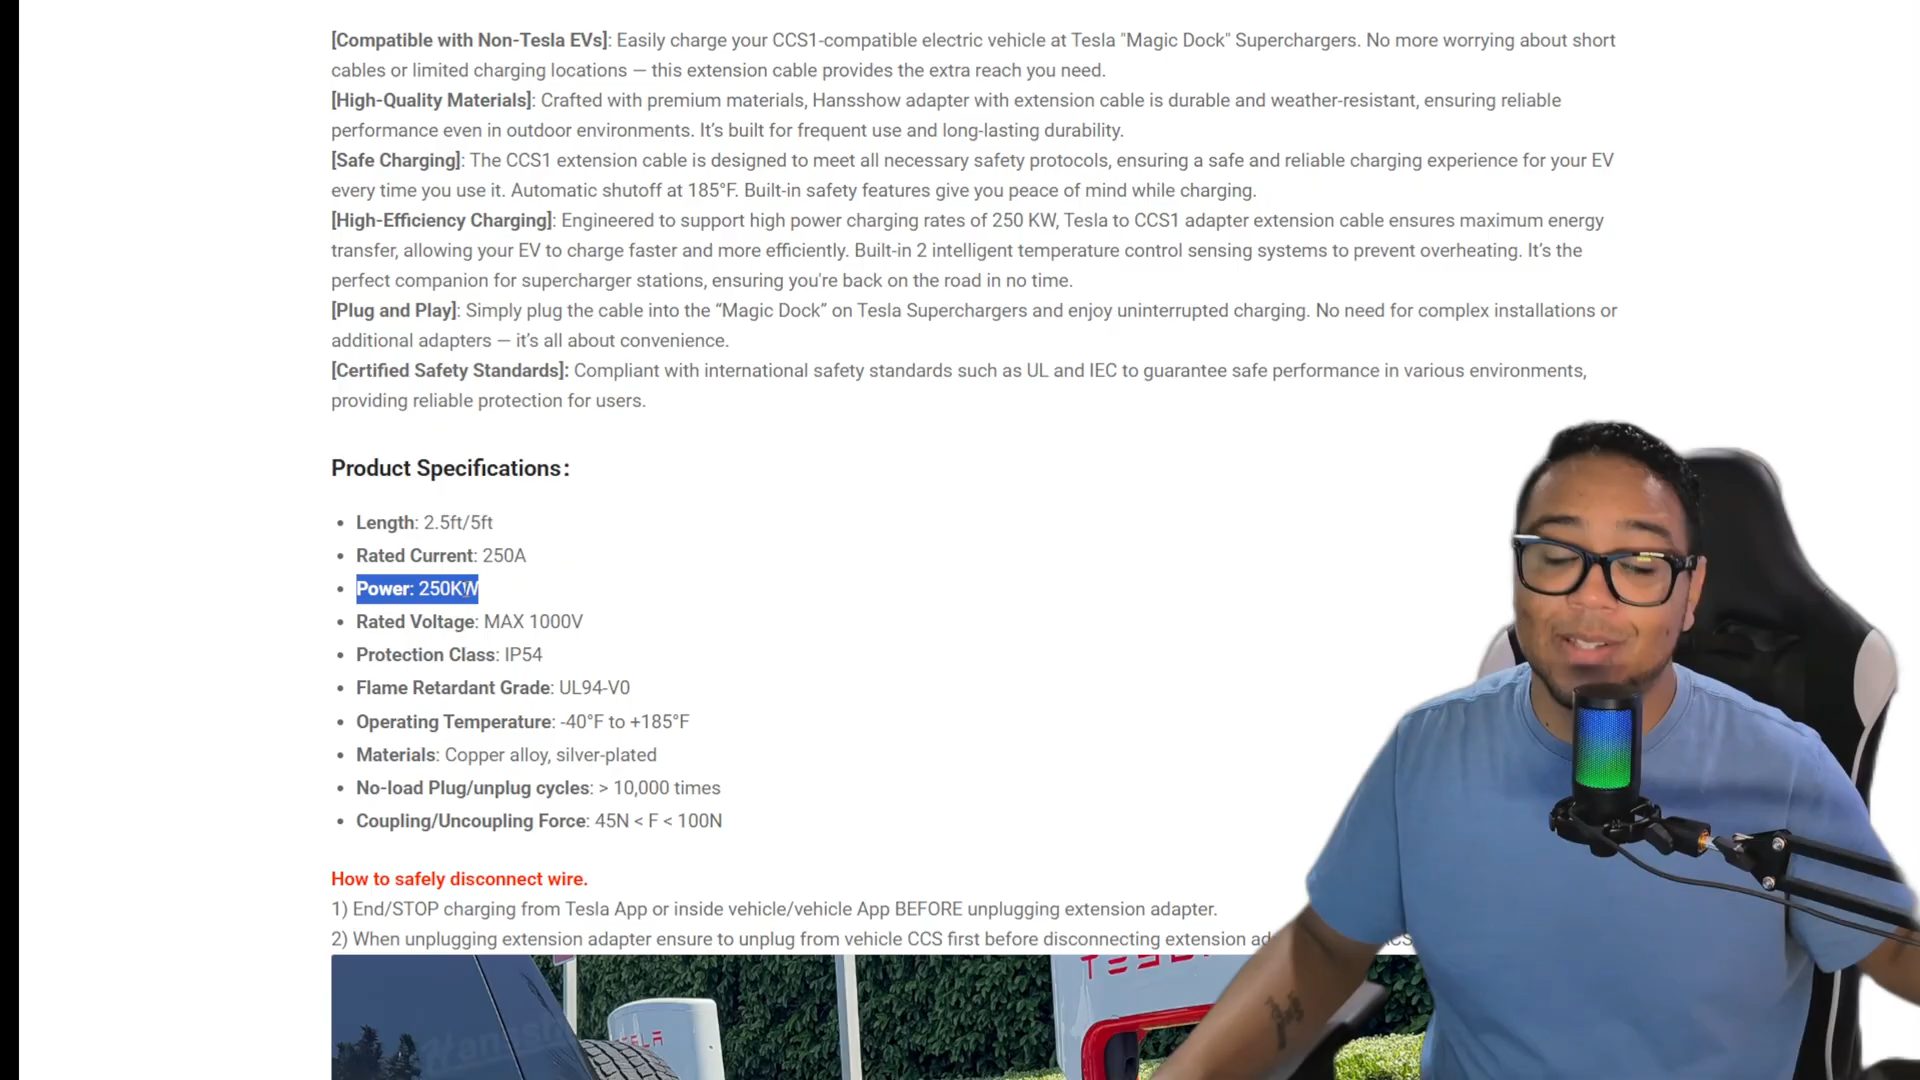 [Compatible with Non-Tesla EVs]: Easily charge your CCS1-compatible electric vehicle at Tesla "Magic Dock" Superchargers. No more worrying about short
cables or limited charging locations — this extension cable provides the extra reach you need.
[High-Quality Materials]: Crafted with premium materials, Hansshow adapter with extension cable is durable and weather-resistant, ensuring reliable
performance even in outdoor environments. It’s built for frequent use and long-lasting durability.
[Safe Charging]: The CCS1 extension cable is designed to meet all necessary safety protocols, ensuring a safe and reliable charging experience for your EV
every time you use it. Automatic shutoff at 185°F. Built-in safety features give you peace of mind while charging.
[High-Efficiency Charging]: Engineered to support high power charging rates of 250 KW, Tesla to CCS1 adapter extension cable ensures maximum energy
transfer, allowing your EV to charge faster and more efficiently. Built-in 2 intelligent temperature control sensing systems to prevent overheating. It’s the
perfect companion for supercharger stations, ensuring you're back on the road in no time.
[Plug and Play]: Simply plug the cable into the “Magic Dock” on Tesla Superchargers and enjoy uninterrupted charging. No need for complex installations or
additional adapters — it’s all about convenience.
[Certified Safety Standards]: Compliant with international safety standards such as UL and IEC to guarantee safe performance in various environments,
providing reliable protection for users.
Product Specifications:
• Length: 2.5ft/5ft
• Rated Current: 250A
• Power: 250KW
• Rated Voltage: MAX 1000V
• Protection Class: IP54
• Flame Retardant Grade: UL94-V0
• Operating Temperature: -40°F to +185°F
• Materials: Copper alloy, silver-plated
• No-load Plug/unplug cycles: > 10,000 times
• Coupling/Uncoupling Force: 45N < F < 100N
How to safely disconnect wire.
1) End/STOP charging from Tesla App or inside vehicle/vehicle App BEFORE unplugging extension adapter.
2) When unplugging extension adapter ensure to unplug from vehicle CCS first before disconnecting extension
TESLA
TESLA